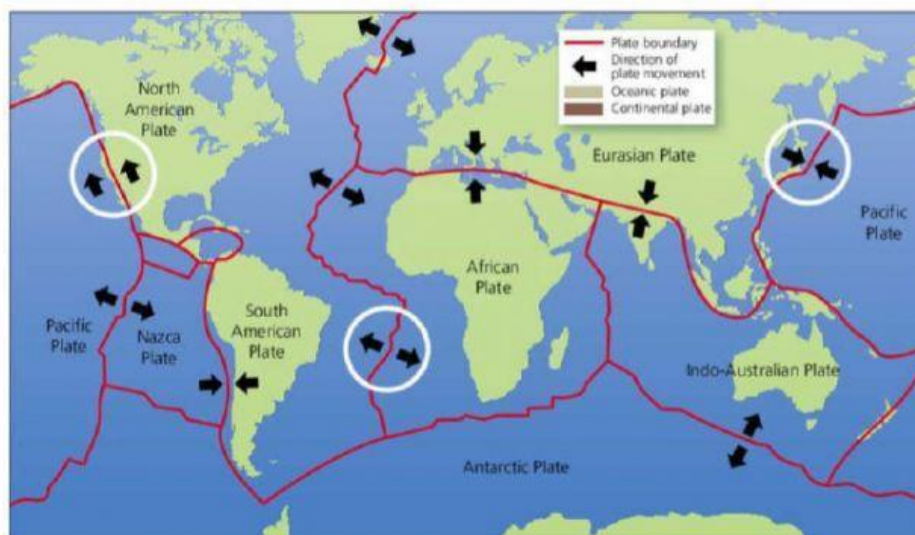 Plate boundary
Direction of
plate movement
Oceanic plate
Continental plate
North
American
Plate
Eurasian Plate
Pacific
Plate
African
Plate
South
American
Plate
Pacific
Plate
Nazca
Plate
Indo-Australian Plate
Antarctic Plate